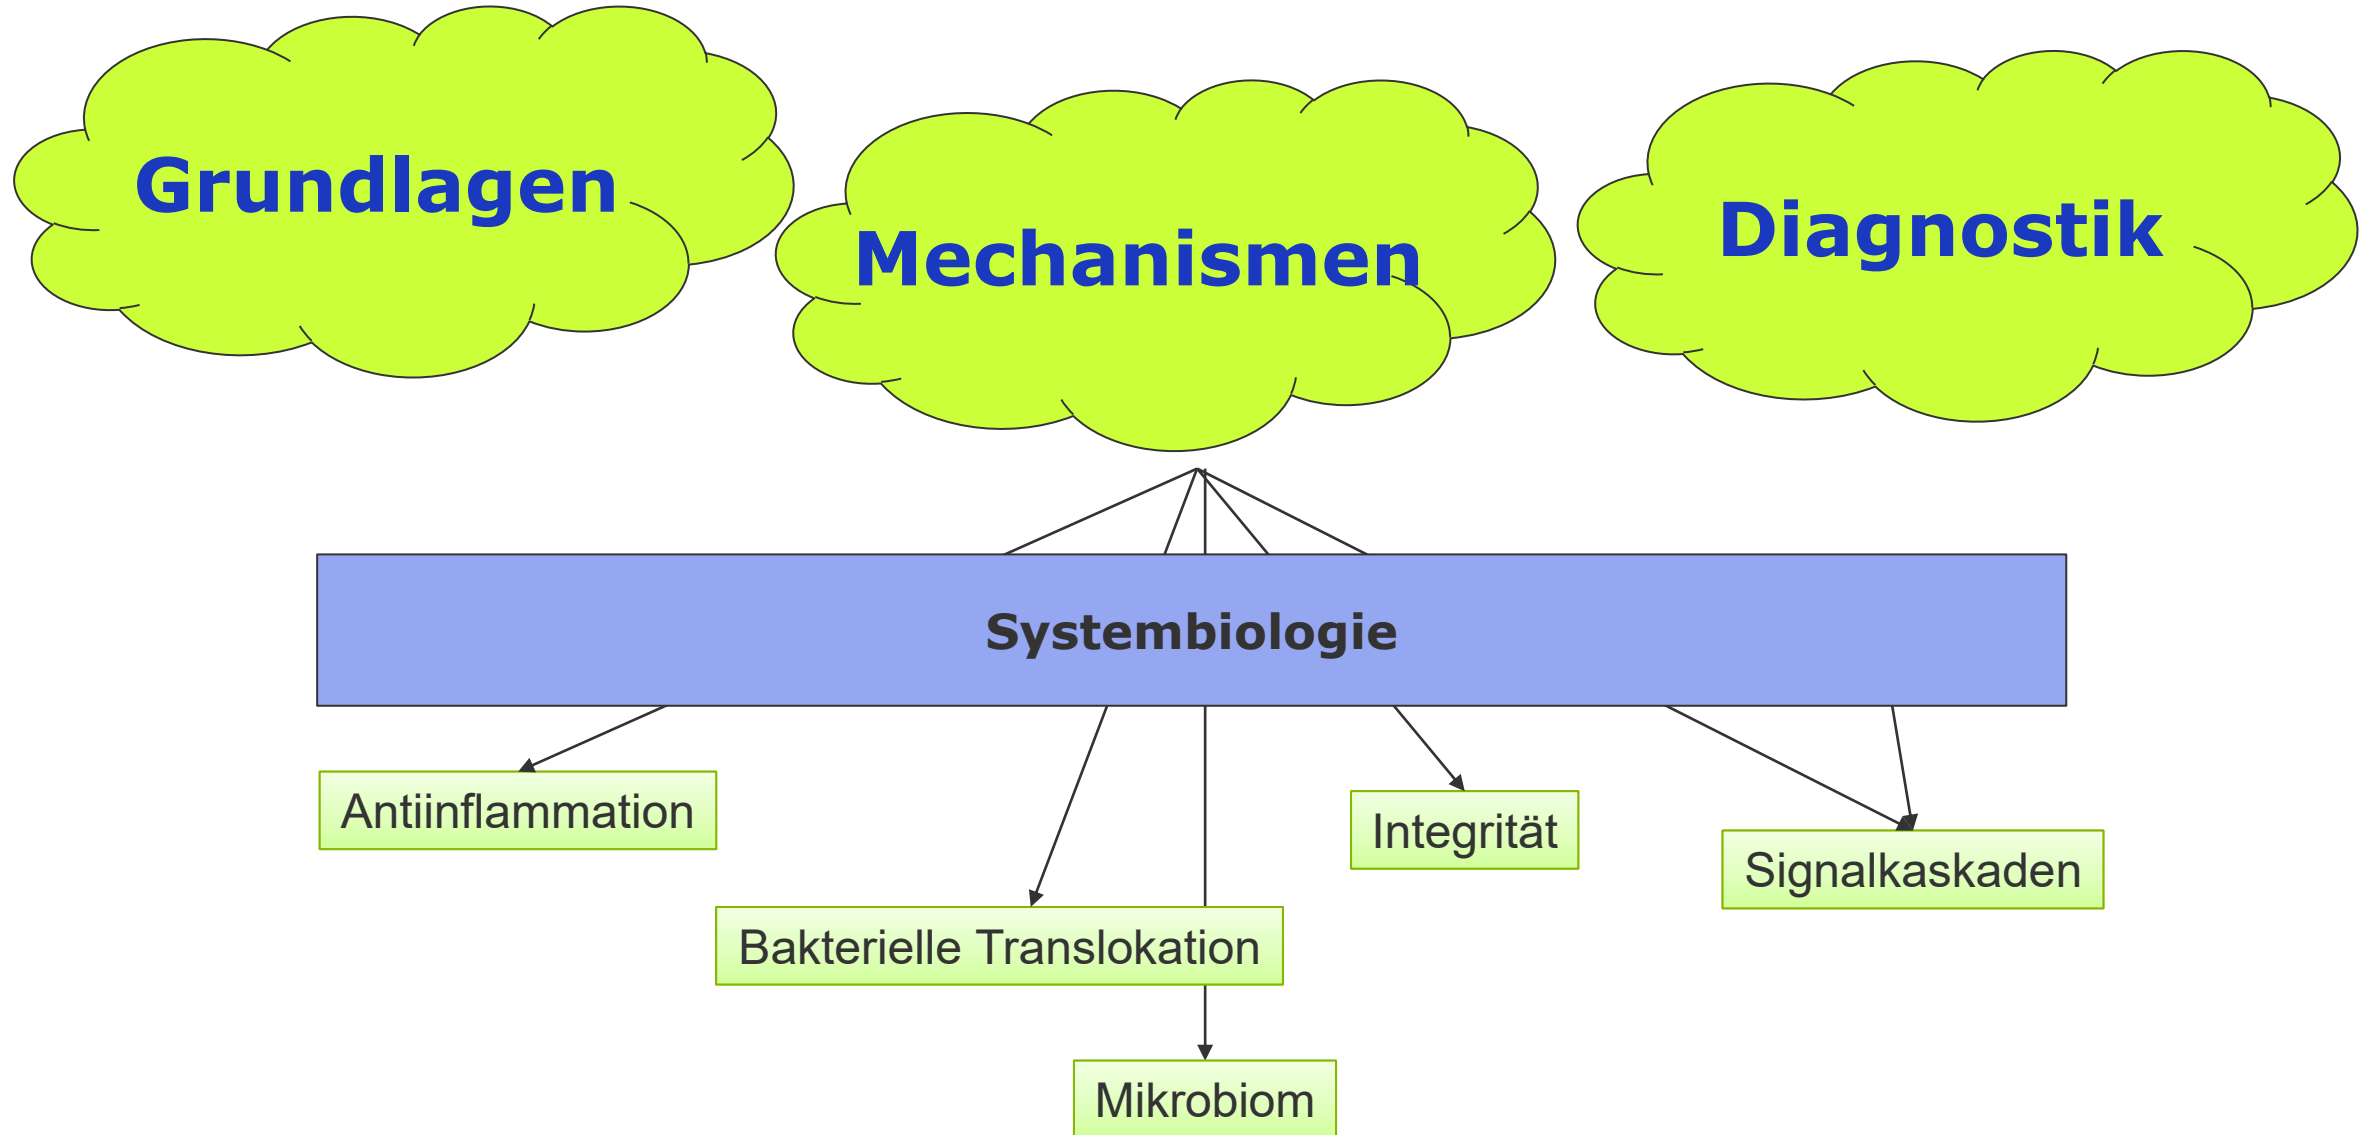 Grundlagen
Mechanismen
Diagnostik
Systembiologie
Antiinflammation
Integrität
Signalkaskaden
Bakterielle Translokation
Mikrobiom